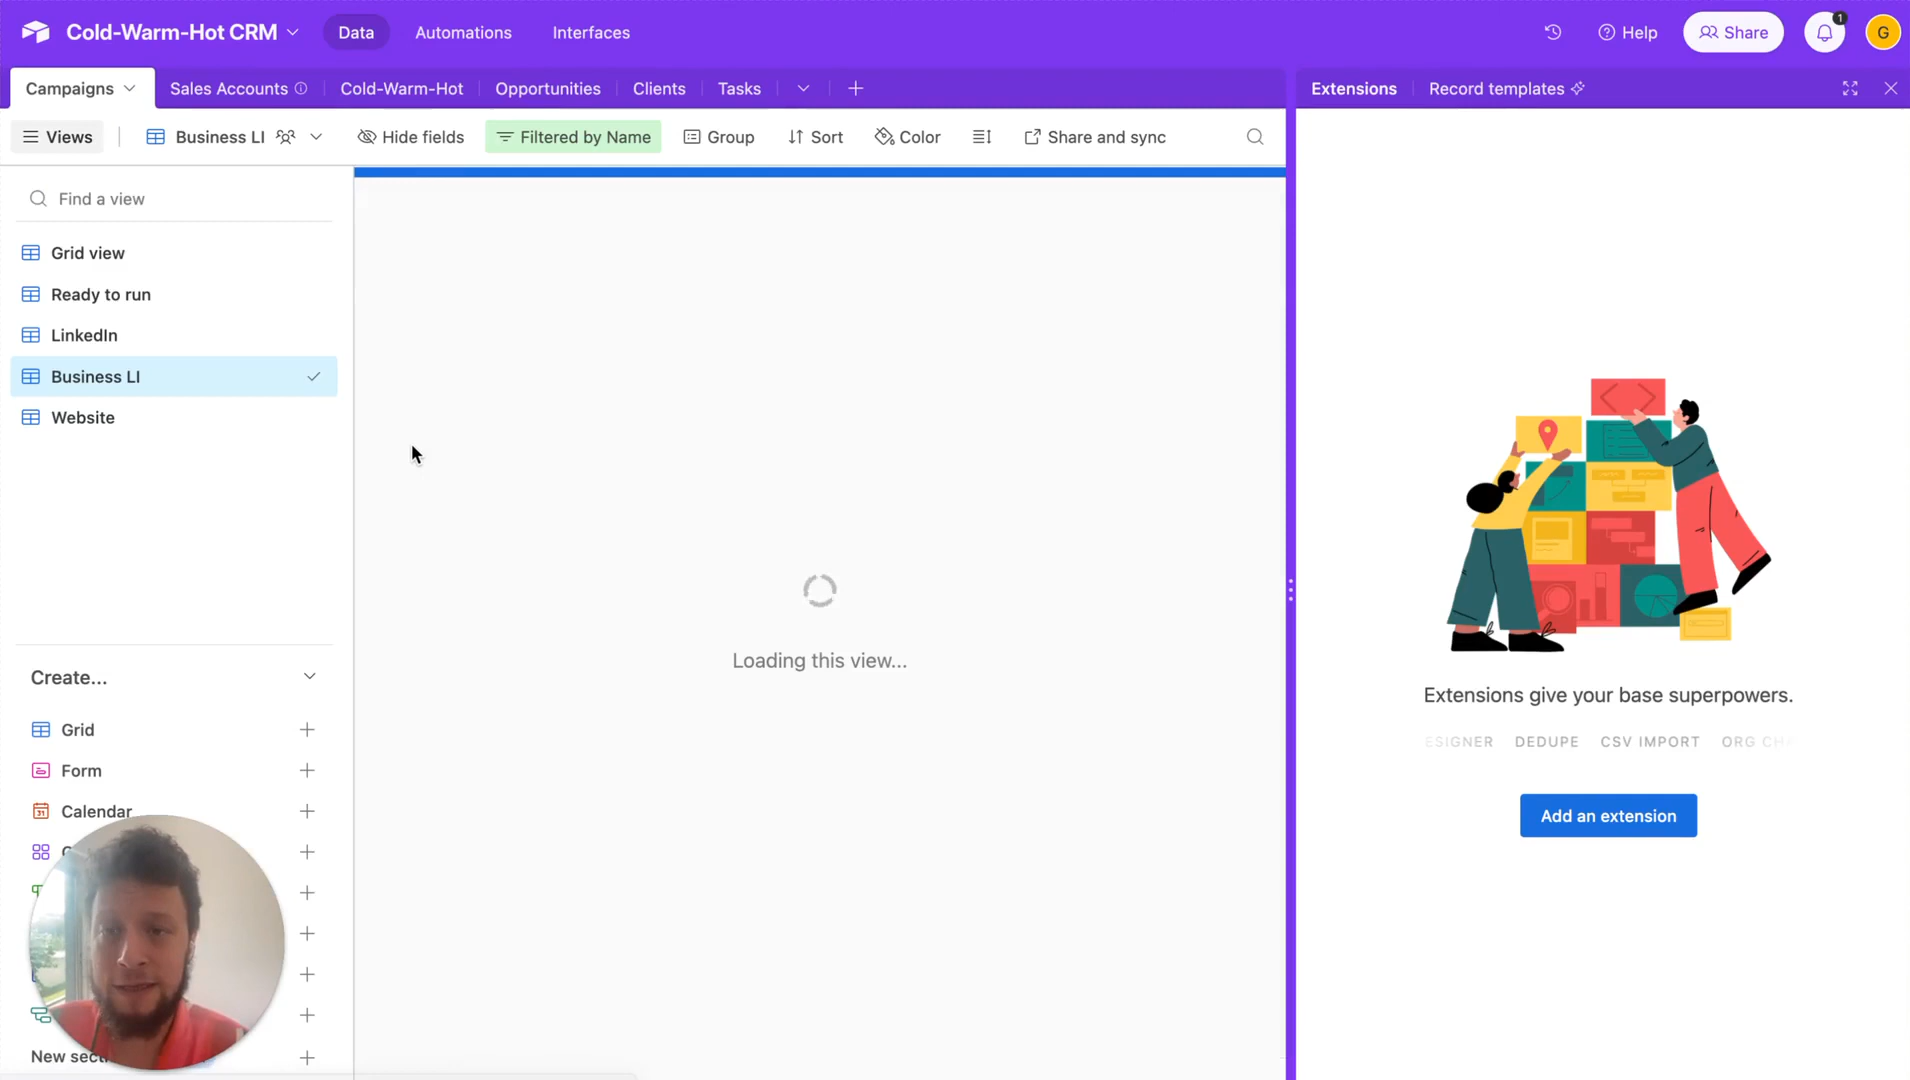 Cold-Warm-Hot CRM
Data
Automations
Interfaces
Help
Share
1
G
Campaigns
Sales Accounts
Cold-Warm-Hot
Opportunities
Clients
Tasks
Extensions
Record templates
Views
Business LI
Hide fields
Filtered by Name
Group
Sort
Color
Share and sync
Find a view
Grid view
Ready to run
LinkedIn
Business LI
Website
Loading this view...
Extensions give your base superpowers.
ESIGNER DEDUPE CSV IMPORT ORG CHA
Add an extension
Create...
Grid
Form
31
Calendar
New